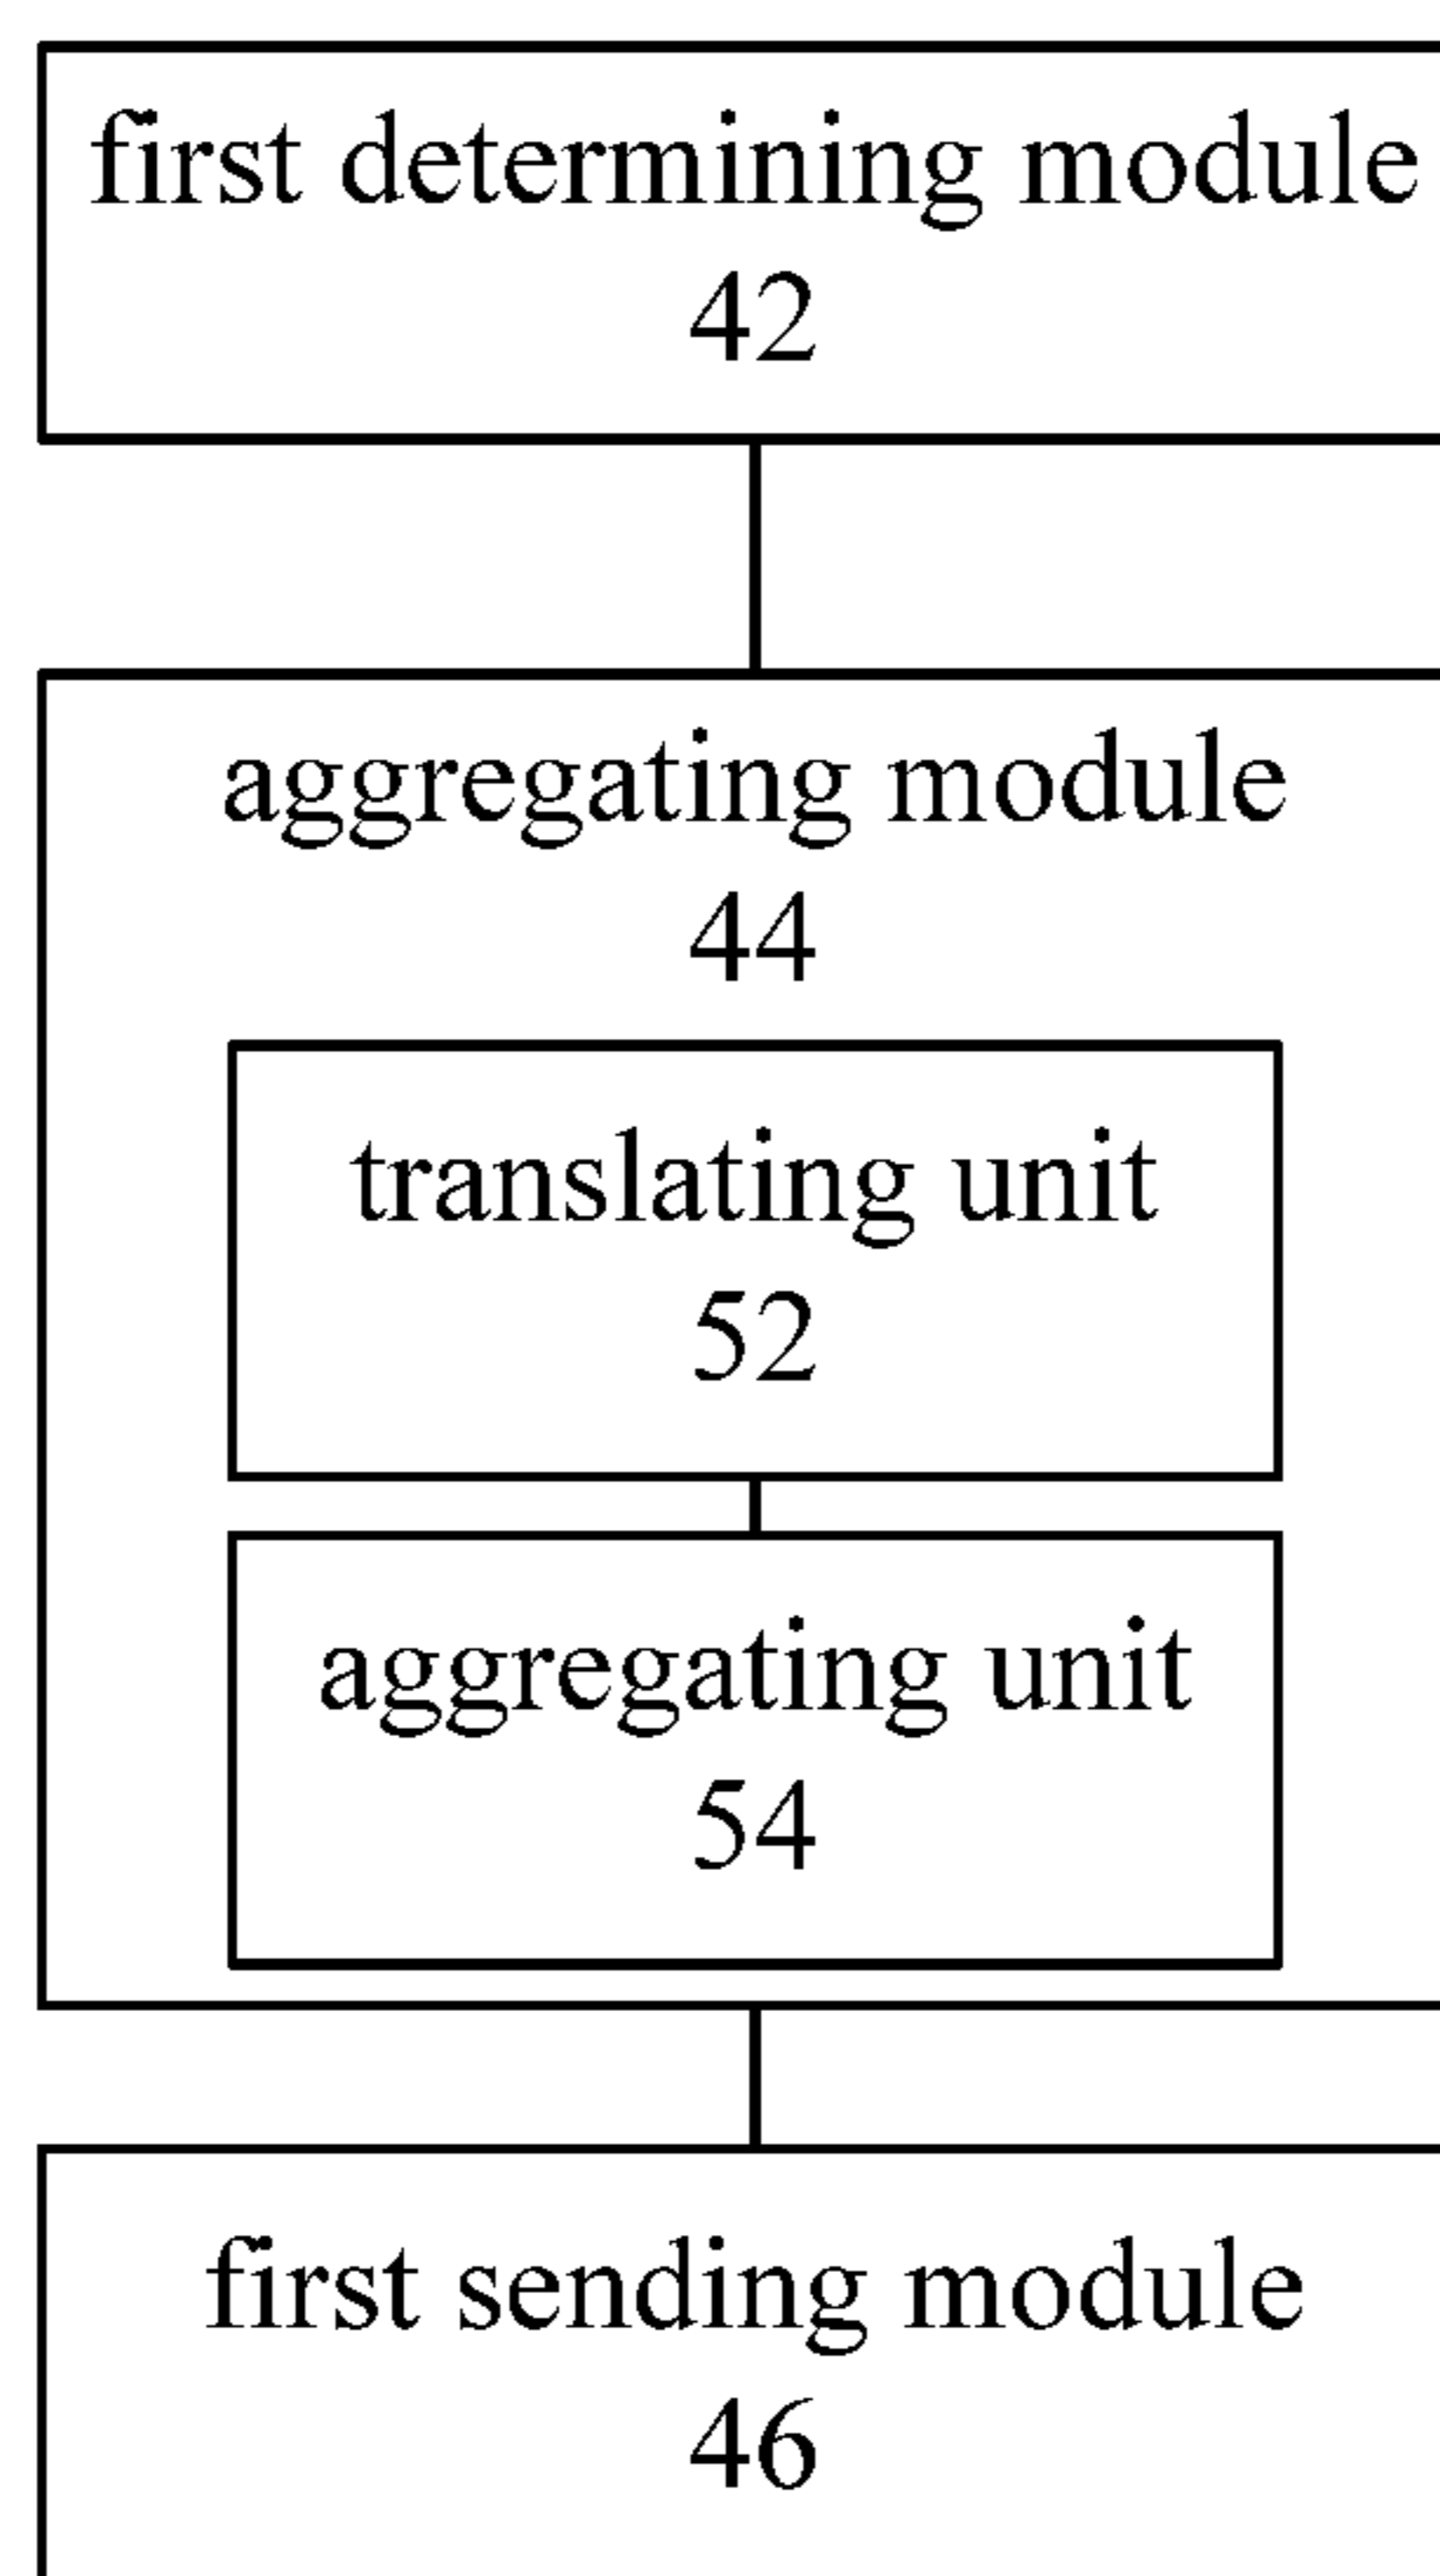 first determining module
42
aggregating module
44
translating unit
52
aggregating unit
54
first sending module
46